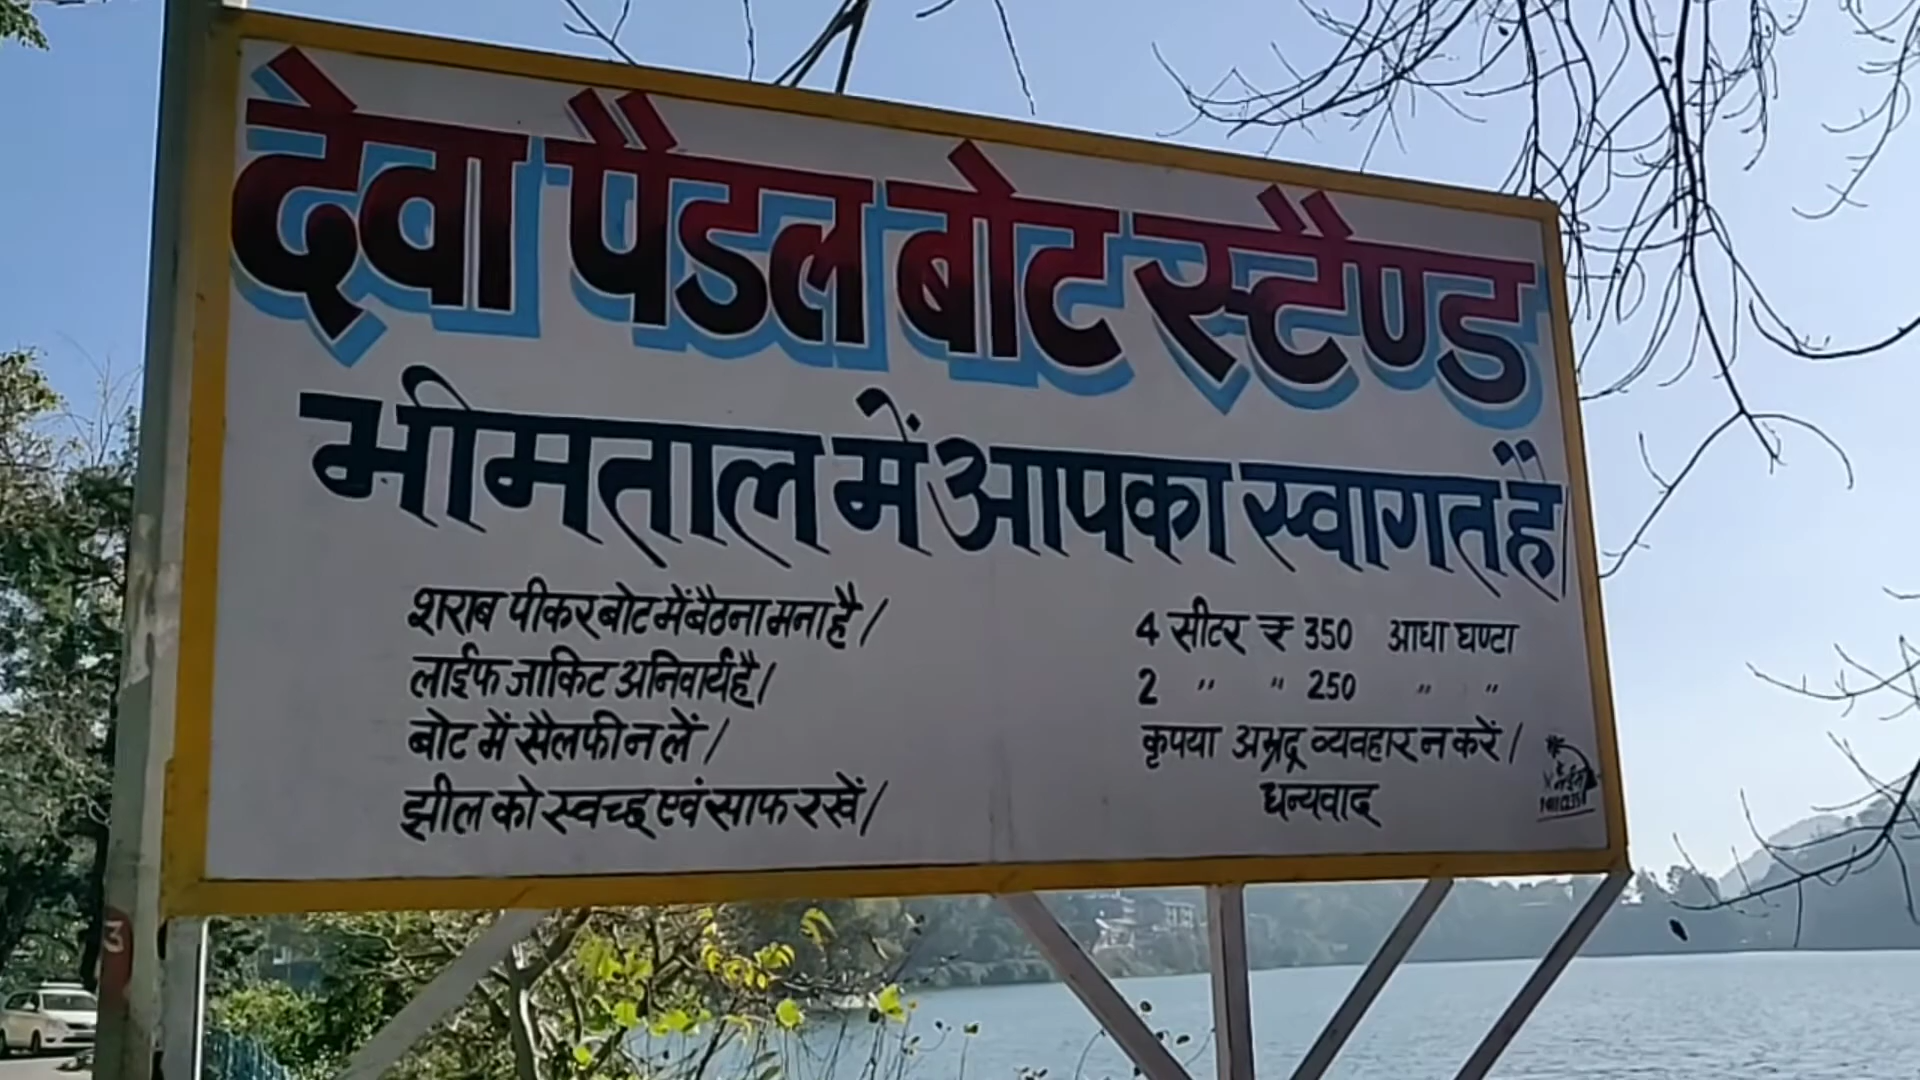 देवा पैडल बोट स्टैण्ड
भीमताल में आपका स्वागत है।
शराब पीकर बोट में बैठना मना है।
लाईफ जाकिट अनिवार्य है।
बोट में सैलफी न लें।
झील को स्वच्छ एवं साफ रखें।
4 सीटर ₹ 350 आधा घण्टा
2 " " 250 " "
कृपया अभद्र व्यवहार न करें।
धन्यवाद
3